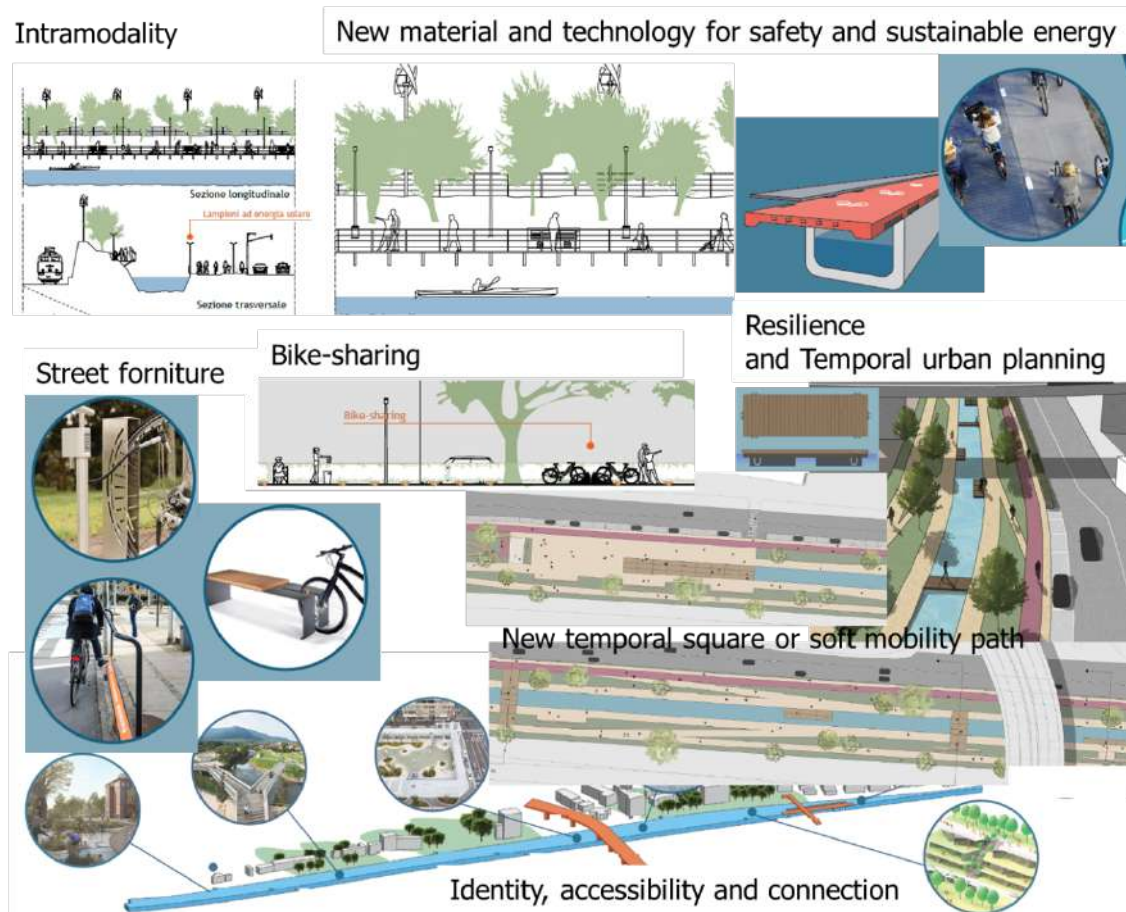 Intramodality
New material and technology for safety and sustainable energy
Sezione longitudinale
Lampioni ad energia solare
Sezione trasversale
Street forniture
Bike-sharing
Bike-sharing
Resilience
and Temporal urban planning
New temporal square or soft mobility path
Identity, accessibility and connection